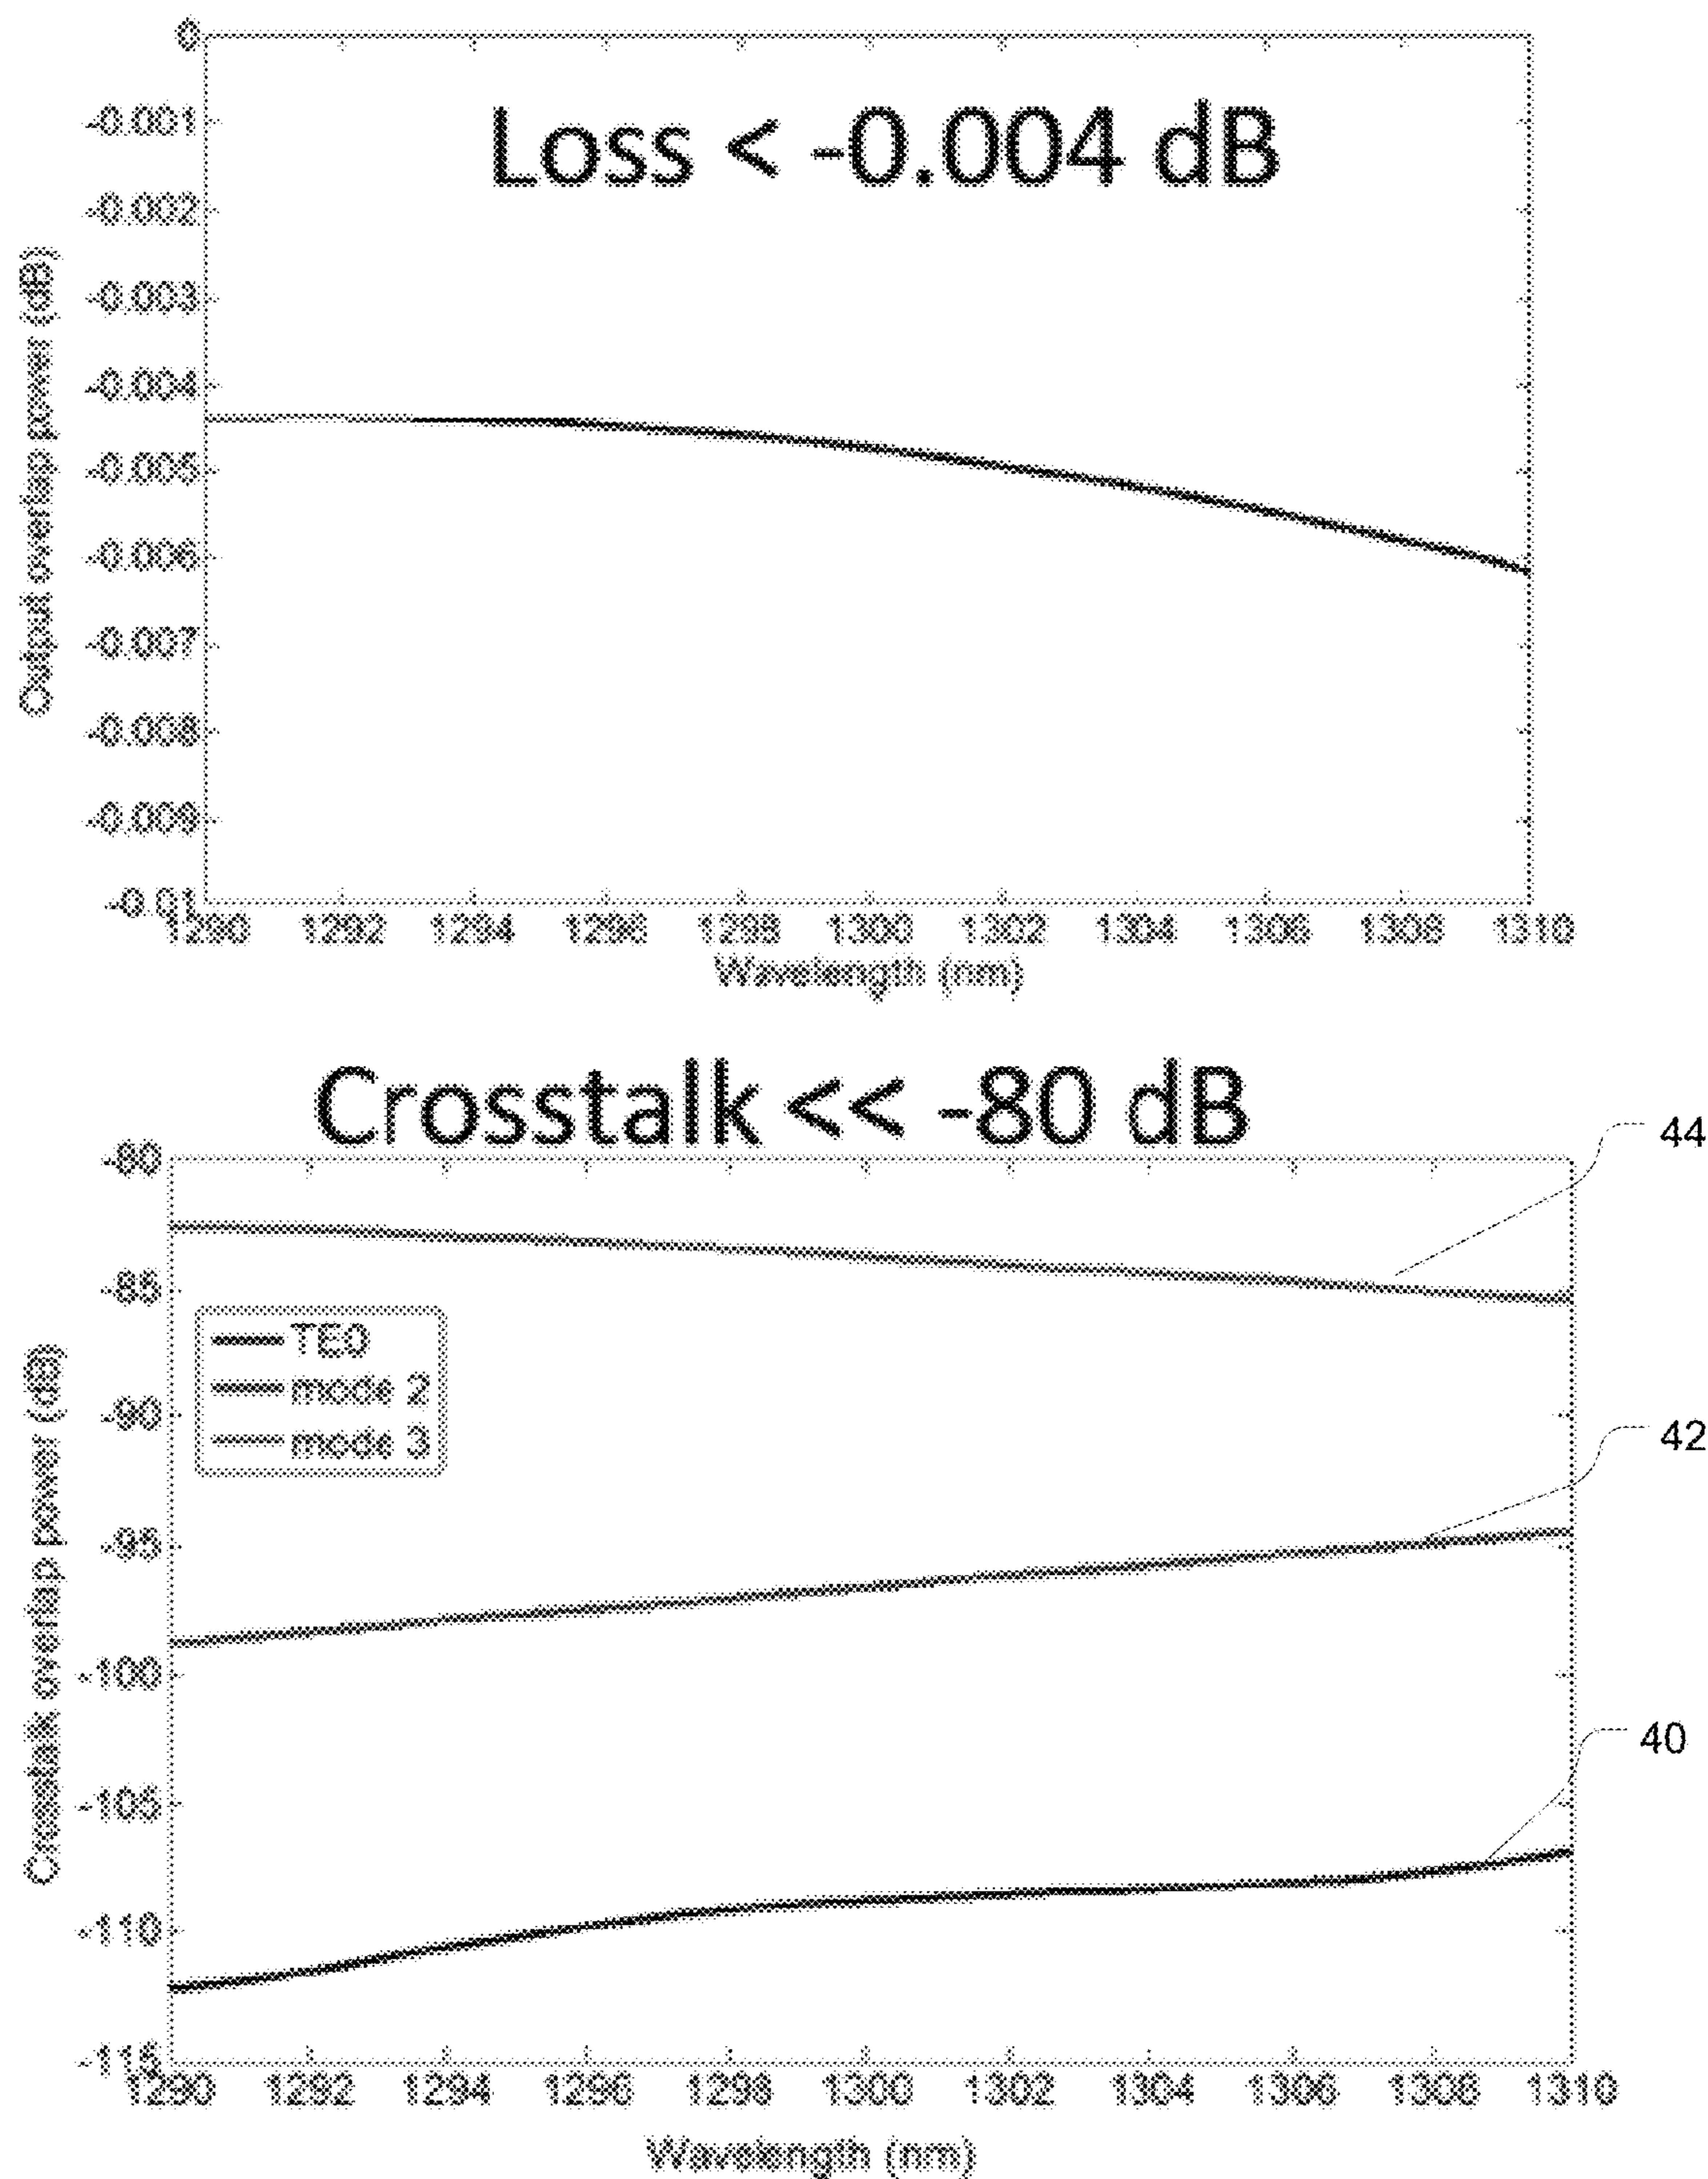 0
-0.001
Loss < -0.004 dB
-0.002
-0.003
-0.004
-0.005
-0.006
-0.007
-0.008
-0.009
-0.01
Output overlap power (dB)
1290 1292 1294 1296 1298 1300 1302 1304 1306 1308 1310
Wavelength (nm)
Crosstalk << -80 dB
44
-80
-85
TE0
mode 2
mode 3
-90
42
-95
-100
40
-105
-110
-115
Crosstalk overlap power (dB)
1290 1292 1294 1296 1298 1300 1302 1304 1306 1308 1310
Wavelength (nm)